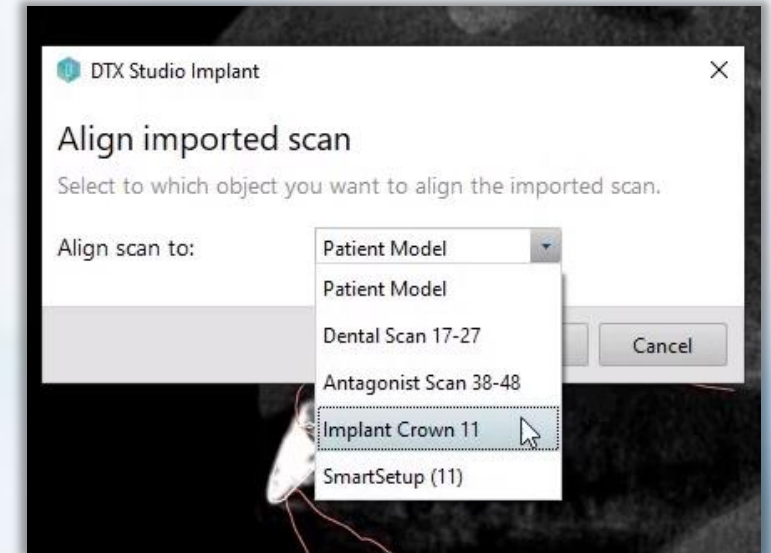 DTX Studio Implant
Align imported scan
Select to which object you want to align the imported scan.
Align scan to:
Patient Model
Patient Model
Dental Scan 17-27
Antagonist Scan 38-48
Implant Crown 11
SmartSetup (11)
Cancel